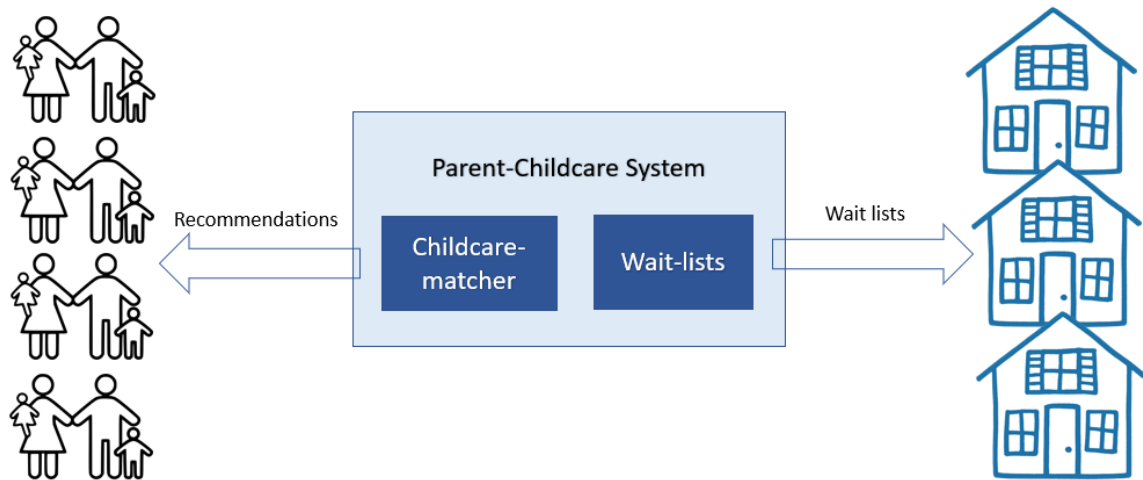 Parent-Childcare System
Recommendations
Childcare-
matcher
Wait-lists
Wait lists